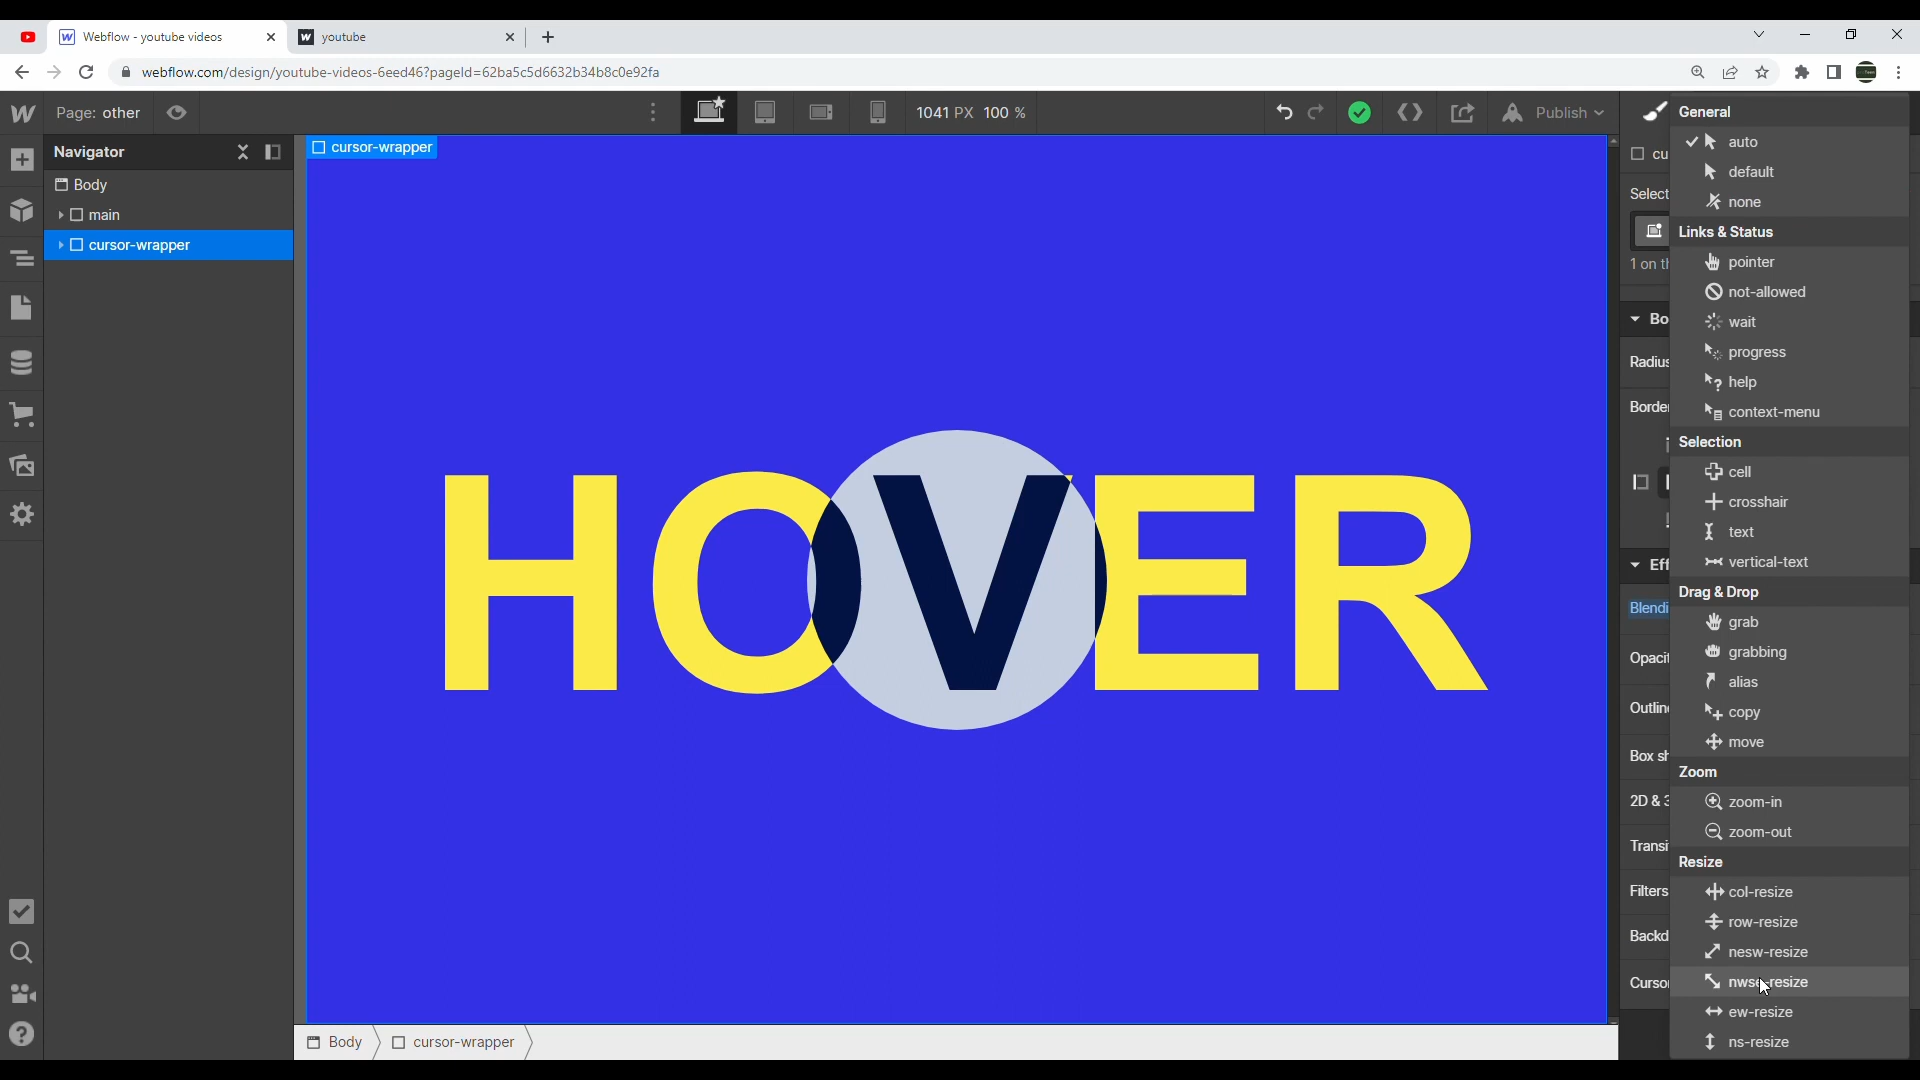 Webflow - youtube videos
youtube
webflow.com/design/youtube-videos-6eed46?pageId=62ba5c5d6632b34b8c0e92fa
Page: other
1041 PX 100 %
Publish
Navigator
Body
main
cursor-wrapper
cursor-wrapper
HOVER
Body
cursor-wrapper
cu
Select
1 on th
Bo
Radius
Border
Eff
Blendi
Opacit
Outlin
Box sh
2D & 3
Transi
Filters
Backd
Cursor
General
auto
default
none
Links & Status
pointer
not-allowed
wait
progress
help
context-menu
Selection
cell
crosshair
text
vertical-text
Drag & Drop
grab
grabbing
alias
copy
move
Zoom
zoom-in
zoom-out
Resize
col-resize
row-resize
nesw-resize
nwse-resize
ew-resize
ns-resize